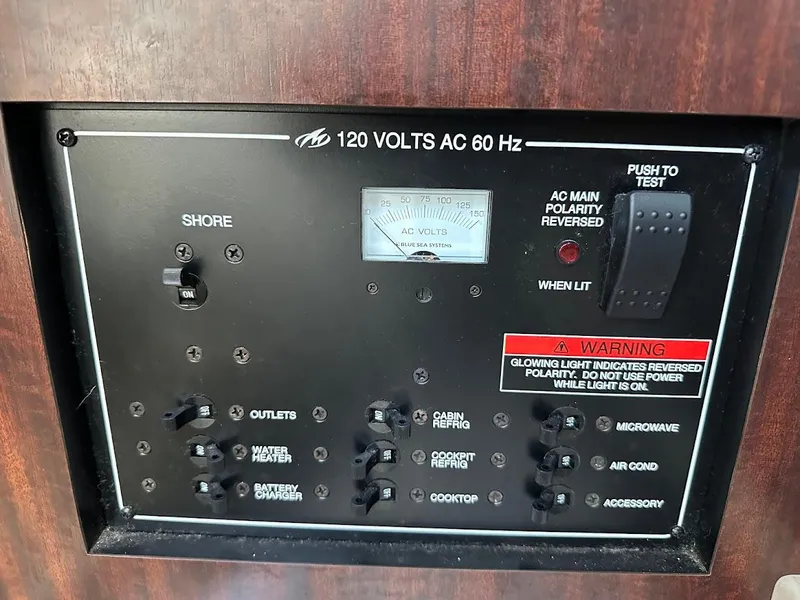 120 VOLTS AC 60 Hz
SHORE
ON
0 25 50 75 100 125 150
AC VOLTS
BLUE SEA SYSTEMS
AC MAIN
POLARITY
REVERSED
WHEN LIT
PUSH TO
TEST
WARNING
GLOWING LIGHT INDICATES REVERSED
POLARITY. DO NOT USE POWER
WHILE LIGHT IS ON.
OUTLETS
CABIN
REFRIG
MICROWAVE
WATER
HEATER
COCKPIT
REFRIG
AIR COND
BATTERY
CHARGER
COOKTOP
ACCESSORY